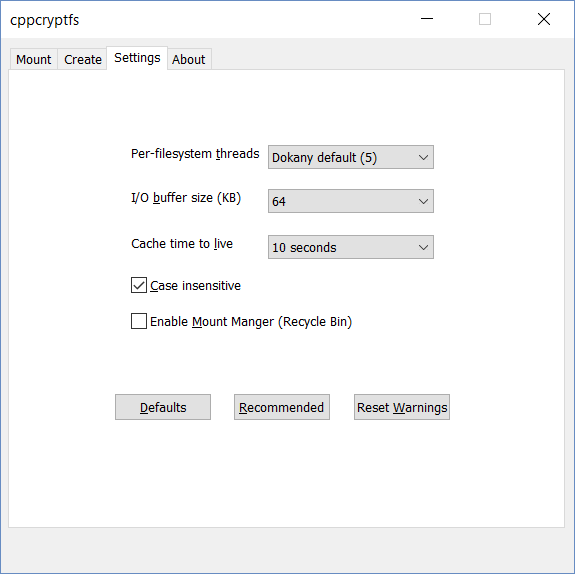 cppcryptfs
Mount Create Settings About
Per-filesystem threads Dokany default (5)
I/O buffer size (KB) 64
Cache time to live 10 seconds
Case insensitive
Enable Mount Manger (Recycle Bin)
Defaults Recommended Reset Warnings